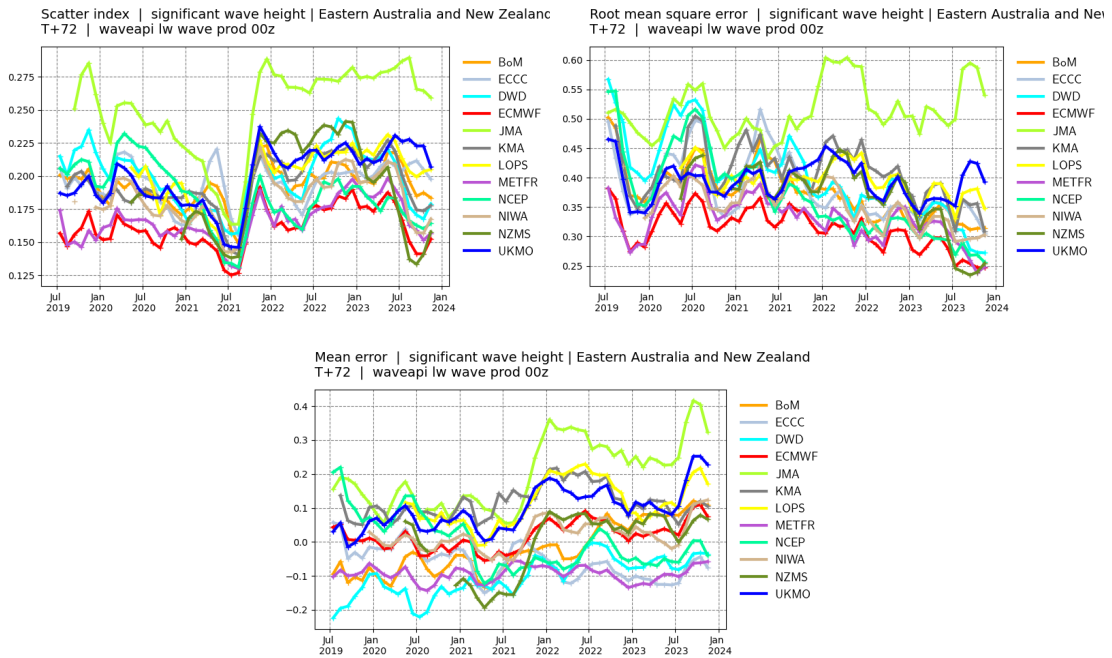 Scatter index | significant wave height | Eastern Australia and New Zealand
T+72 | waveapi lw wave prod 00z
0.275
0.250
0.225
0.200
0.175
0.150
0.125
Jul 2019
Jan 2020
Jul 2020
Jan 2021
Jul 2021
Jan 2022
Jul 2022
Jan 2023
Jul 2023
Jan 2024
BoM
ECCC
DWD
ECMWF
JMA
KMA
LOPS
METFR
NCEP
NIWA
NZMS
UKMO
Root mean square error | significant wave height | Eastern Australia and Ne
T+72 | waveapi lw wave prod 00z
0.60
0.55
0.50
0.45
0.40
0.35
0.30
0.25
Jul 2019
Jan 2020
Jul 2020
Jan 2021
Jul 2021
Jan 2022
Jul 2022
Jan 2023
Jul 2023
Jan 2024
BoM
ECCC
DWD
ECMWF
JMA
KMA
LOPS
METFR
NCEP
NIWA
NZMS
UKMO
Mean error | significant wave height | Eastern Australia and New Zealand
T+72 | waveapi lw wave prod 00z
0.4
0.3
0.2
0.1
0.0
−0.1
−0.2
Jul 2019
Jan 2020
Jul 2020
Jan 2021
Jul 2021
Jan 2022
Jul 2022
Jan 2023
Jul 2023
Jan 2024
BoM
ECCC
DWD
ECMWF
JMA
KMA
LOPS
METFR
NCEP
NIWA
NZMS
UKMO